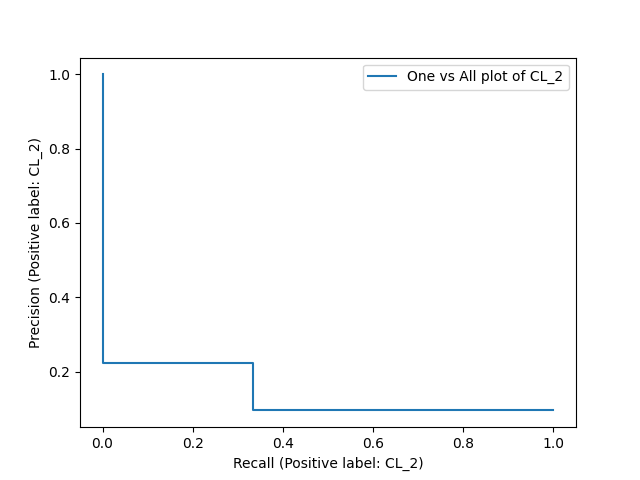 One vs All plot of CL_2
1.0
0.8
0.6
0.4
0.2
Precision (Positive label: CL_2)
0.0 0.2 0.4 0.6 0.8 1.0
Recall (Positive label: CL_2)